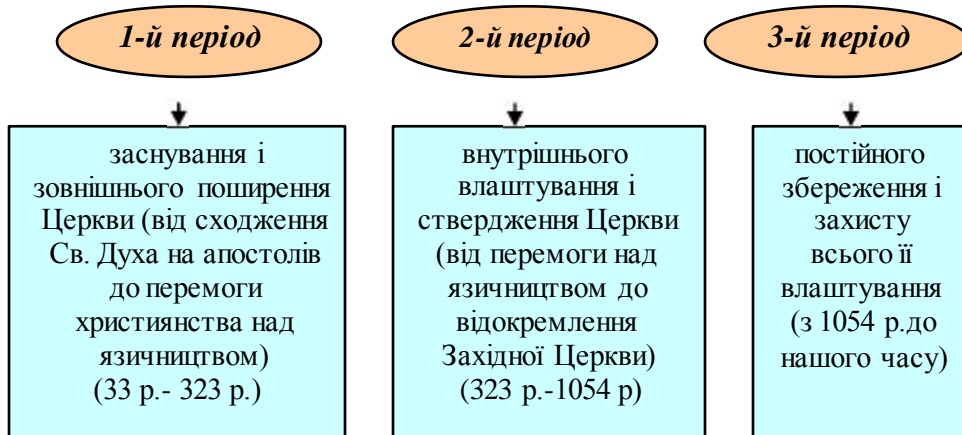 1-й період
заснування і
зовнішнього поширення
Церкви (від сходження
Св. Духа на апостолів
до перемоги
християнства над
язичництвом)
(33 р.- 323 р.)
2-й період
внутрішнього
влаштування і
ствердження Церкви
(від перемоги над
язичництвом до
відокремлення
Західної Церкви)
(323 р.-1054 р)
3-й період
постійного
збереження і
захисту
всього її
влаштування
(з 1054 р.до
нашого часу)